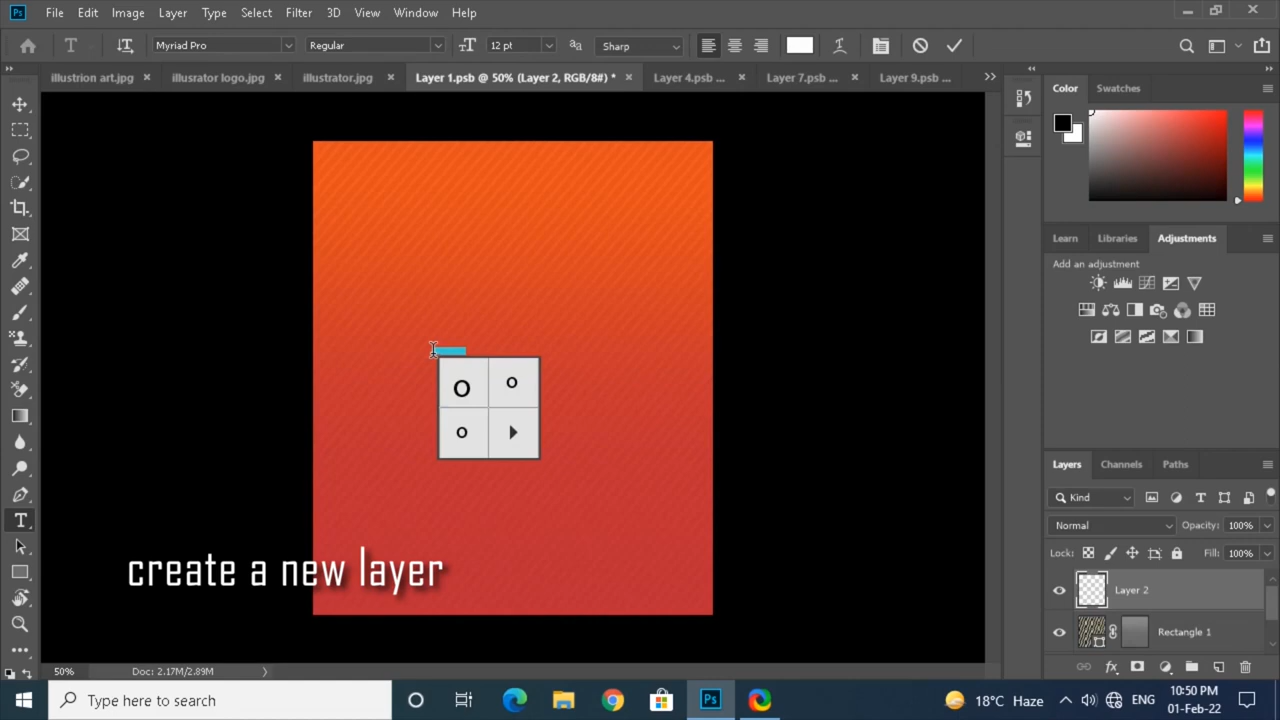 Ps File Edit Image Layer Type Select Filter 3D View Window Help
T Myriad Pro Regular 12 pt aa Sharp
illustrion art.jpg × illusrator logo.jpg × illustrator.jpg × Layer 1.psb @ 50% (Layer 2, RGB/8#) * × Layer 4.psb ... × Layer 7.psb ... × Layer 9.psb ...
Color Swatches
Learn Libraries Adjustments
Add an adjustment
O o
o
create a new layer
Layers Channels Paths
Kind
Normal Opacity: 100%
Lock: Fill: 100%
Layer 2
Rectangle 1
fx
50% Doc: 2.17M/2.89M
Type here to search
Ps
18°C Haze ENG 10:50 PM
01-Feb-22